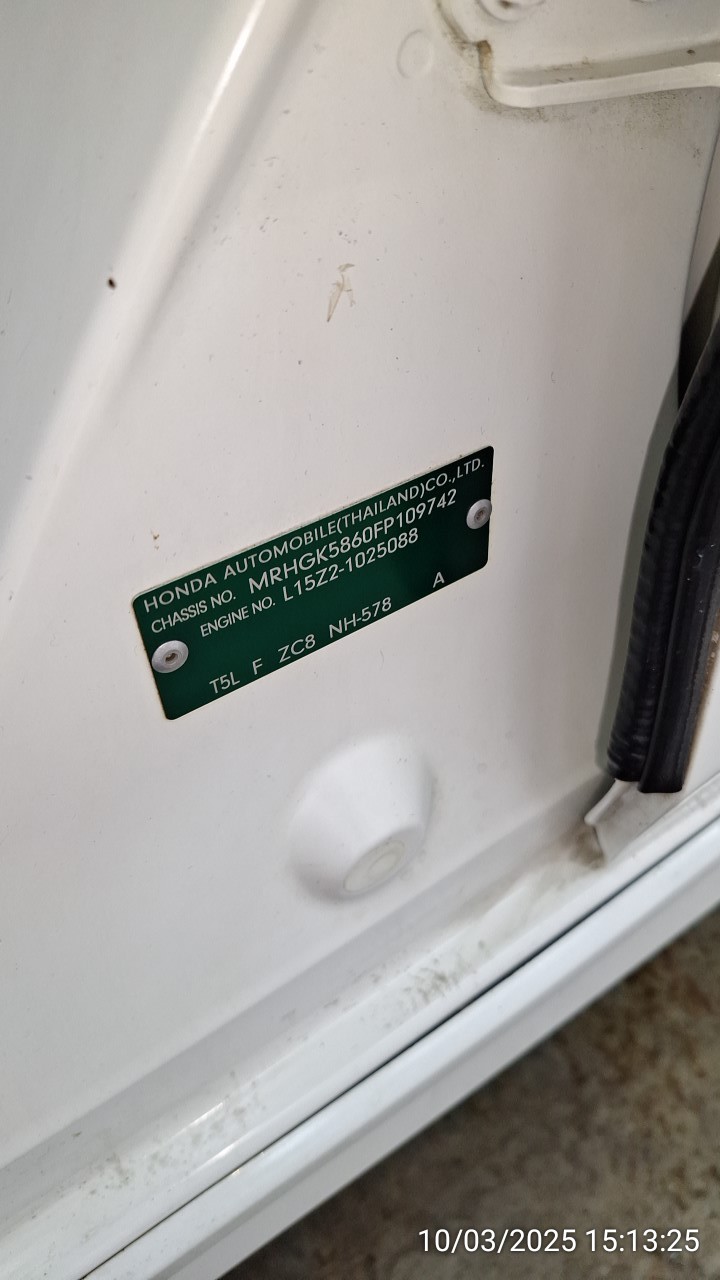 HONDA AUTOMOBILE(THAILAND)CO.,LTD.
CHASSIS NO. MRHGK5860FP109742
ENGINE NO. L15Z2-1025088
T5L F ZC8 NH-578 A
10/03/2025 15:13:25